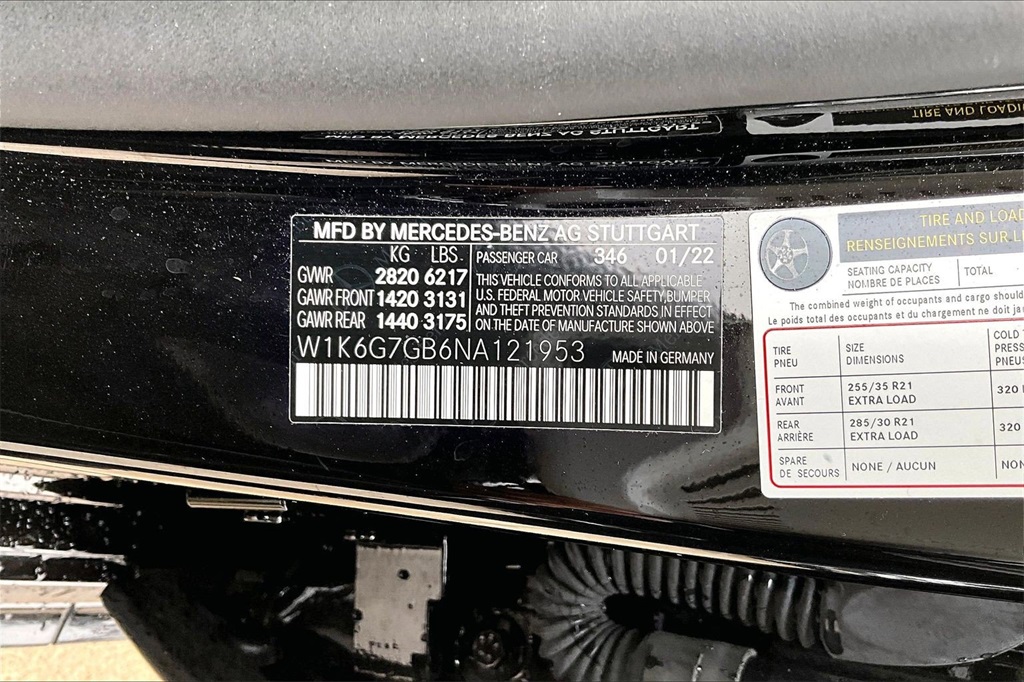 MFD BY MERCEDES-BENZ AG STUTTGART
KG LBS.
GVWR 2820 6217
GAWR FRONT 1420 3131
GAWR REAR 1440 3175
PASSENGER CAR 346 01/22
THIS VEHICLE CONFORMS TO ALL APPLICABLE
U.S. FEDERAL MOTOR VEHICLE SAFETY, BUMPER
AND THEFT PREVENTION STANDARDS IN EFFECT
ON THE DATE OF MANUFACTURE SHOWN ABOVE
W1K6G7GB6NA121953 MADE IN GERMANY
TIRE AND LOAD
RENSEIGNEMENTS SUR
SEATING CAPACITY
NOMBRE DE PLACES
TOTAL
The combined weight of occupants and cargo should
Le poids total des occupants et du chargement ne doit
TIRE SIZE COLD
PNEU DIMENSIONS PRESS
PNEUS
FRONT 255/35 R21 320
AVANT EXTRA LOAD
REAR 285/30 R21 320
ARRIÈRE EXTRA LOAD
SPARE NONE / AUCUN NON
DE SECOURS